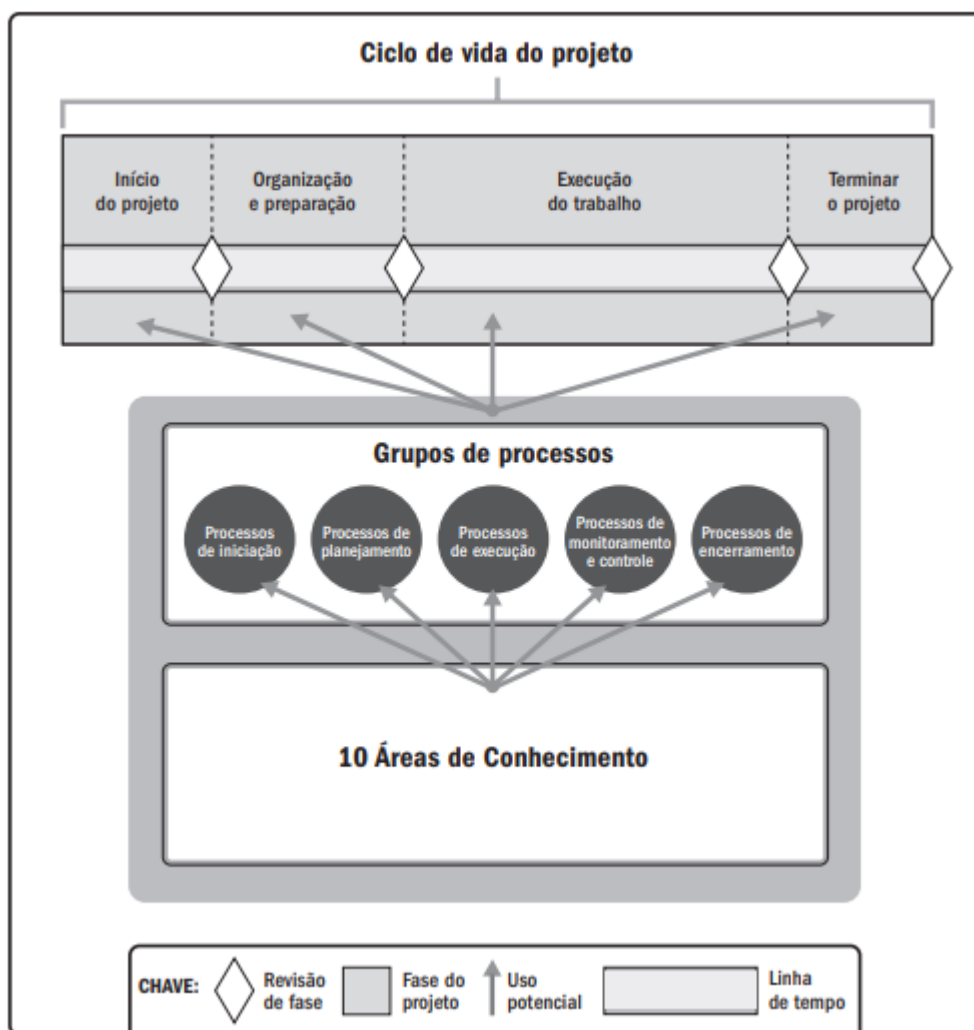 Ciclo de vida do projeto
Início
do projeto
Organização
e preparação
Execução
do trabalho
Terminar
o projeto
Grupos de processos
Processos
de iniciação
Processos de
planejamento
Processos
de execução
Processos de
monitoramento
e controle
Processos de
encerramento
10 Áreas de Conhecimento
CHAVE:
Revisão
de fase
Fase do
projeto
Uso
potencial
Linha
de tempo